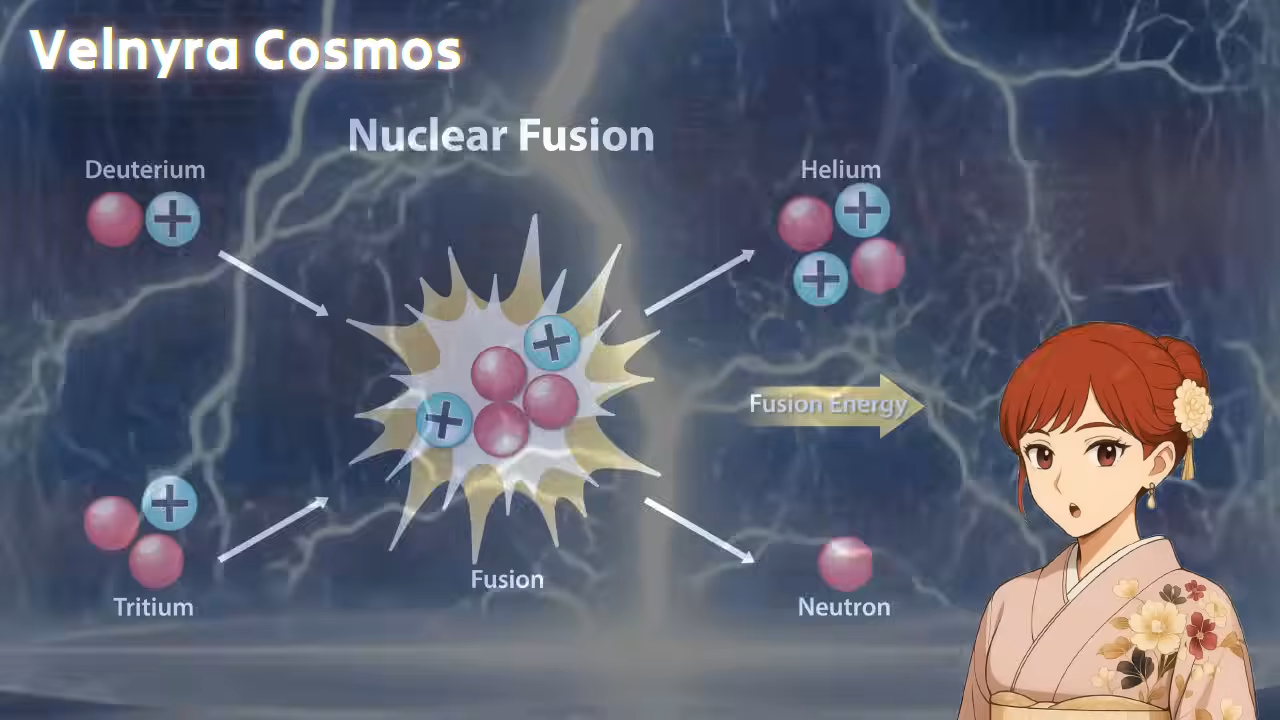 Velnyra Cosmos
Nuclear Fusion
Deuterium
Helium
Fusion Energy
Fusion
Tritium
Neutron